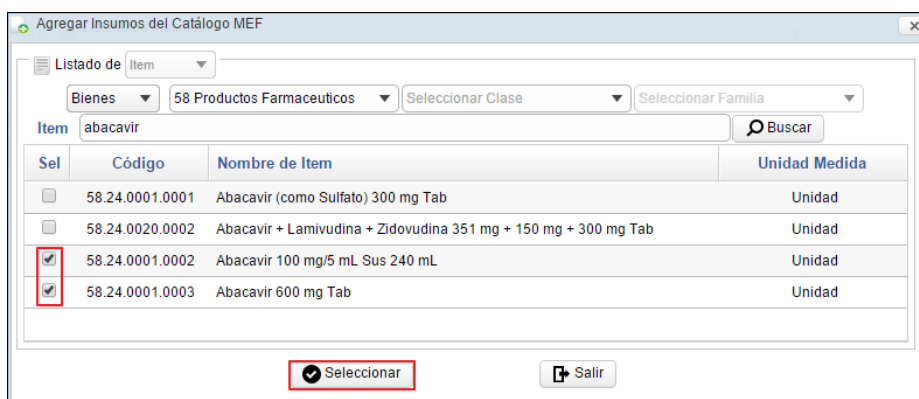 Agregar Insumos del Catálogo MEF
Listado de Item
Bienes 58 Productos Farmaceuticos Seleccionar Clase Seleccionar Familia
Item abacavir Buscar
Sel Código Nombre de Item Unidad Medida
58.24.0001.0001 Abacavir (como Sulfato) 300 mg Tab Unidad
58.24.0020.0002 Abacavir + Lamivudina + Zidovudina 351 mg + 150 mg + 300 mg Tab Unidad
58.24.0001.0002 Abacavir 100 mg/5 mL Sus 240 mL Unidad
58.24.0001.0003 Abacavir 600 mg Tab Unidad
Seleccionar Salir